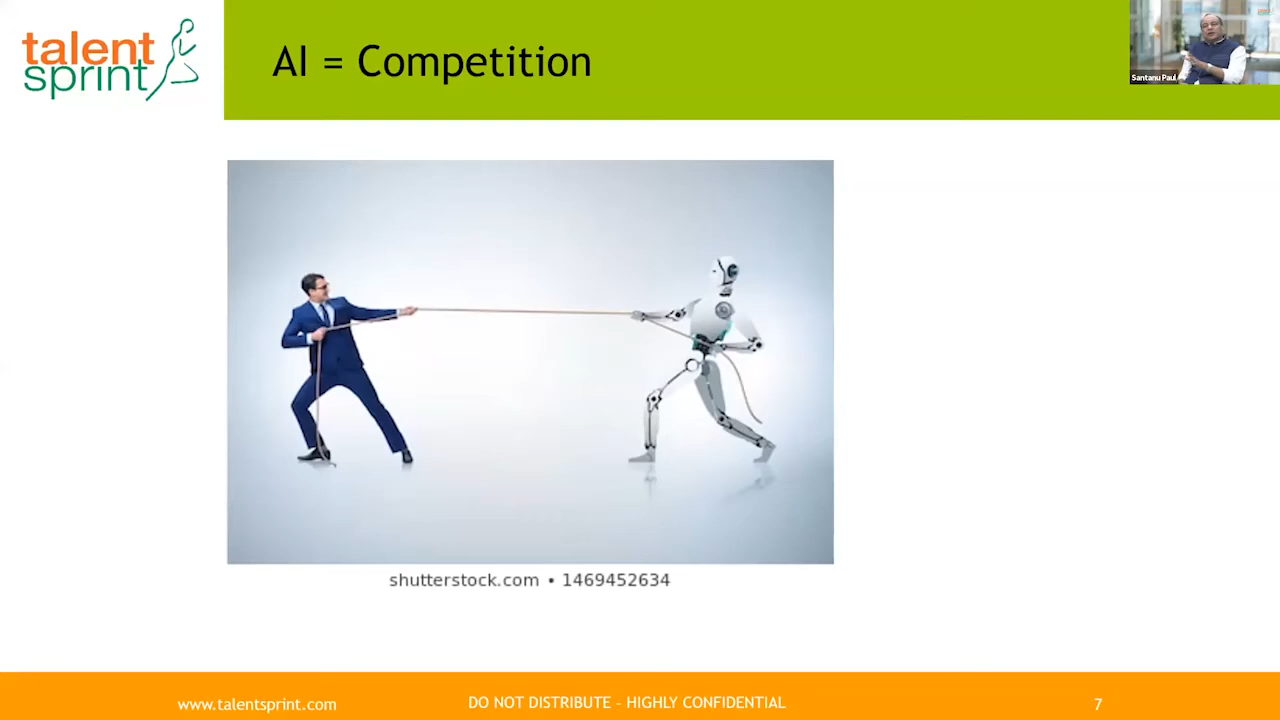 talent
sprint
AI = Competition
Santanu Paul
shutterstock.com • 1469452634
www.talentsprint.com
DO NOT DISTRIBUTE - HIGHLY CONFIDENTIAL
7